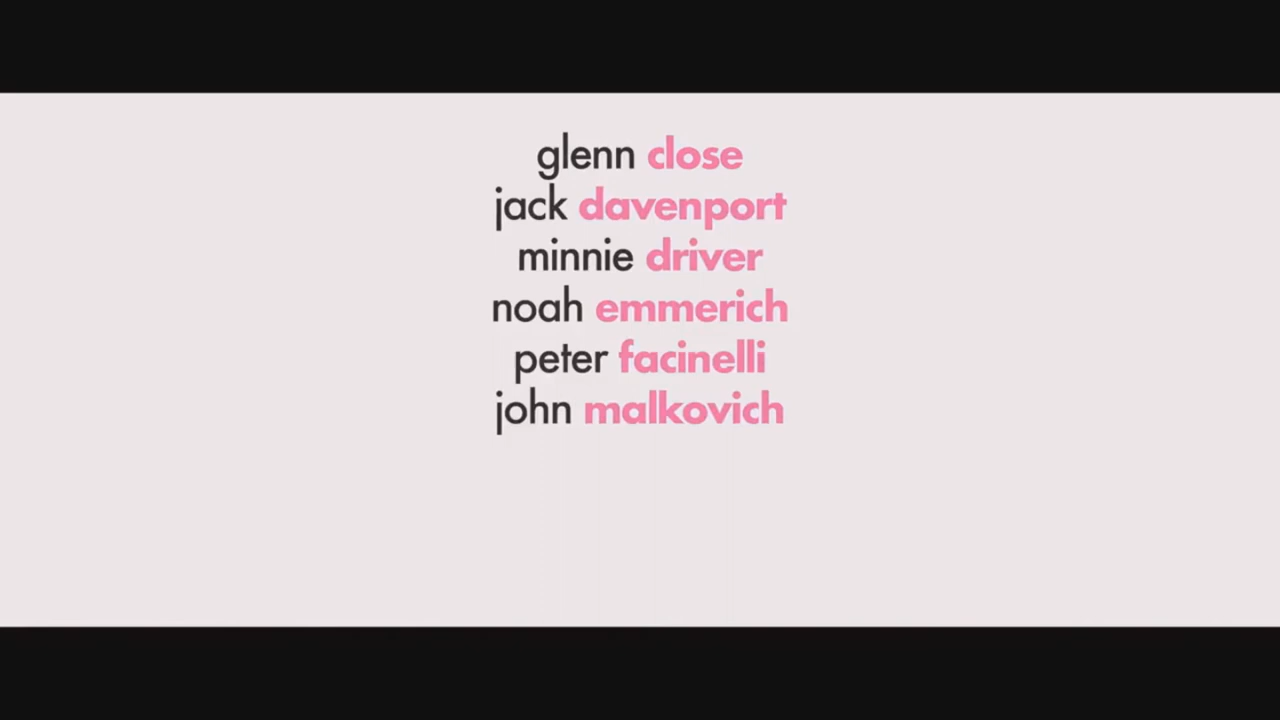 glenn close
jack davenport
minnie driver
noah emmerich
peter facinelli
john malkovich